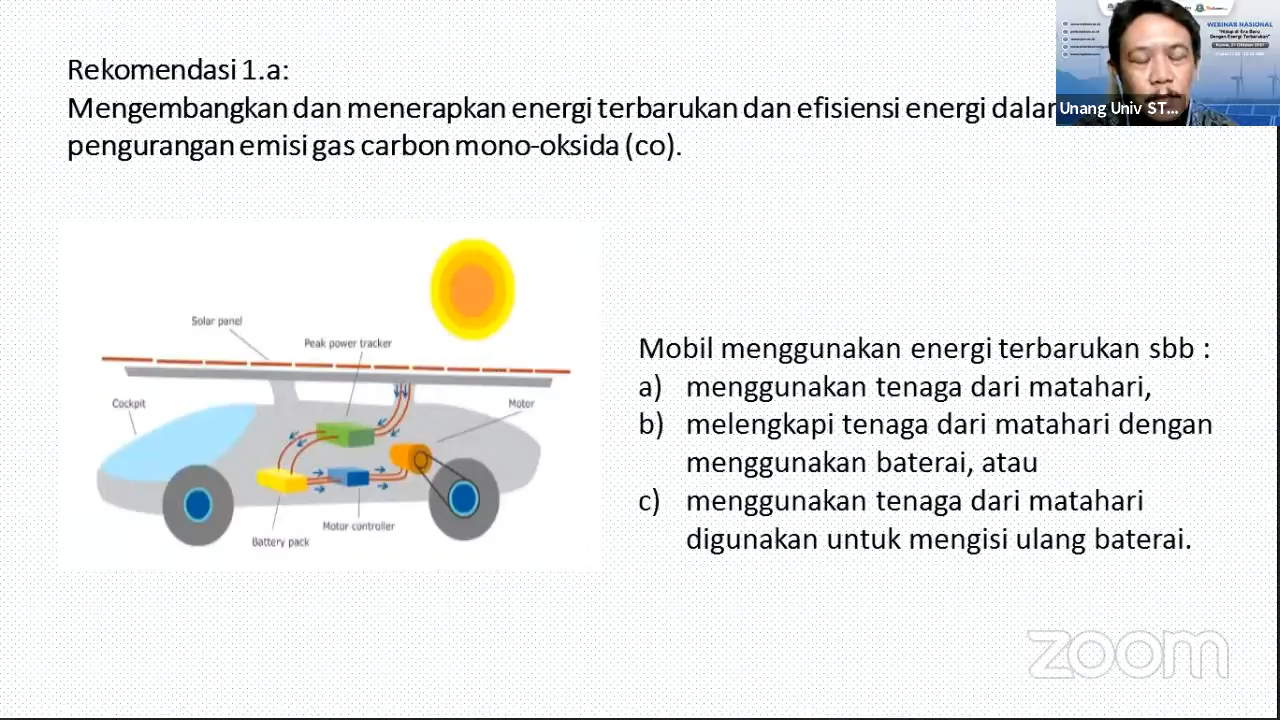 Rekomendasi 1.a:
Mengembangkan dan menerapkan energi terbarukan dan efisiensi energi dalam
pengurangan emisi gas carbon mono-oksida (co).
WEBINAR NASIONAL
"Hidup di Era Baru
Dengan Energi Terbarukan"
Unang Univ ST...
Solar panel
Peak power tracker
Cockpit
Motor
Motor controller
Battery pack
Mobil menggunakan energi terbarukan sbb :
a) menggunakan tenaga dari matahari,
b) melengkapi tenaga dari matahari dengan
menggunakan baterai, atau
c) menggunakan tenaga dari matahari
digunakan untuk mengisi ulang baterai.
zoom